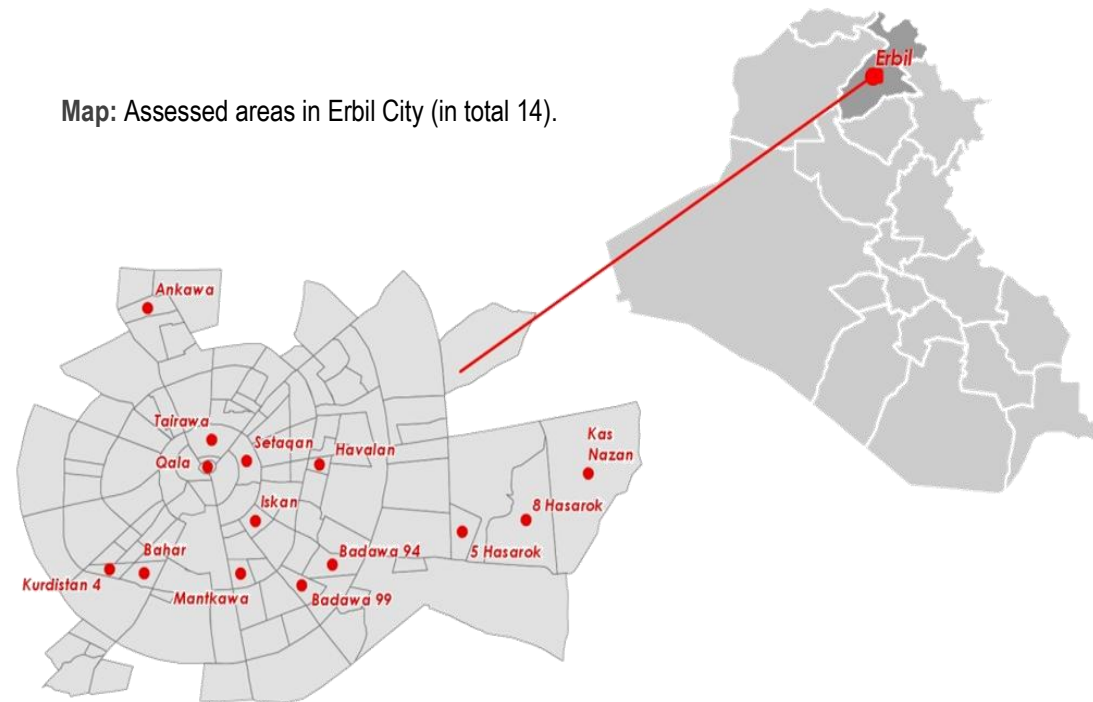 Erbil
Map: Assessed areas in Erbil City (in total 14).
Ankawa
Tairawa
Setaqan
Havalan
Qala
Kas
Nazan
Iskan
8 Hasarok
5 Hasarok
Bahar
Badawa 94
Kurdistan 4
Mantkawa
Badawa 99